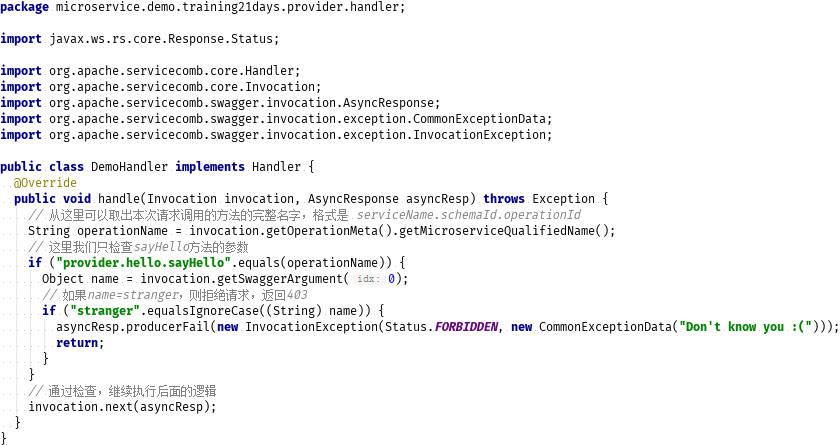 package microservice.demo.training21days.provider.handler;
import javax.ws.rs.core.Response.Status;
import org.apache.servicecomb.core.Handler;
import org.apache.servicecomb.core.Invocation;
import org.apache.servicecomb.swagger.invocation.AsyncResponse;
import org.apache.servicecomb.swagger.invocation.exception.CommonExceptionData;
import org.apache.servicecomb.swagger.invocation.exception.InvocationException;
public class DemoHandler implements Handler {
  @Override
  public void handle(Invocation invocation, AsyncResponse asyncResp) throws Exception {
    // 从这里可以取出本次请求调用的方法的完整名字，格式是 serviceName.schemaId.operationId
    String operationName = invocation.getOperationMeta().getMicroserviceQualifiedName();
    // 这里我们只检查sayHello方法的参数
    if ("provider.hello.sayHello".equals(operationName)) {
      Object name = invocation.getSwaggerArgument( idx: 0);
      // 如果name=stranger，则拒绝请求，返回403
      if ("stranger".equalsIgnoreCase((String) name)) {
        asyncResp.producerFail(new InvocationException(Status.FORBIDDEN, new CommonExceptionData("Don't know you :(")));
        return;
      }
    }
    // 通过检查，继续执行后面的逻辑
    invocation.next(asyncResp);
  }
}